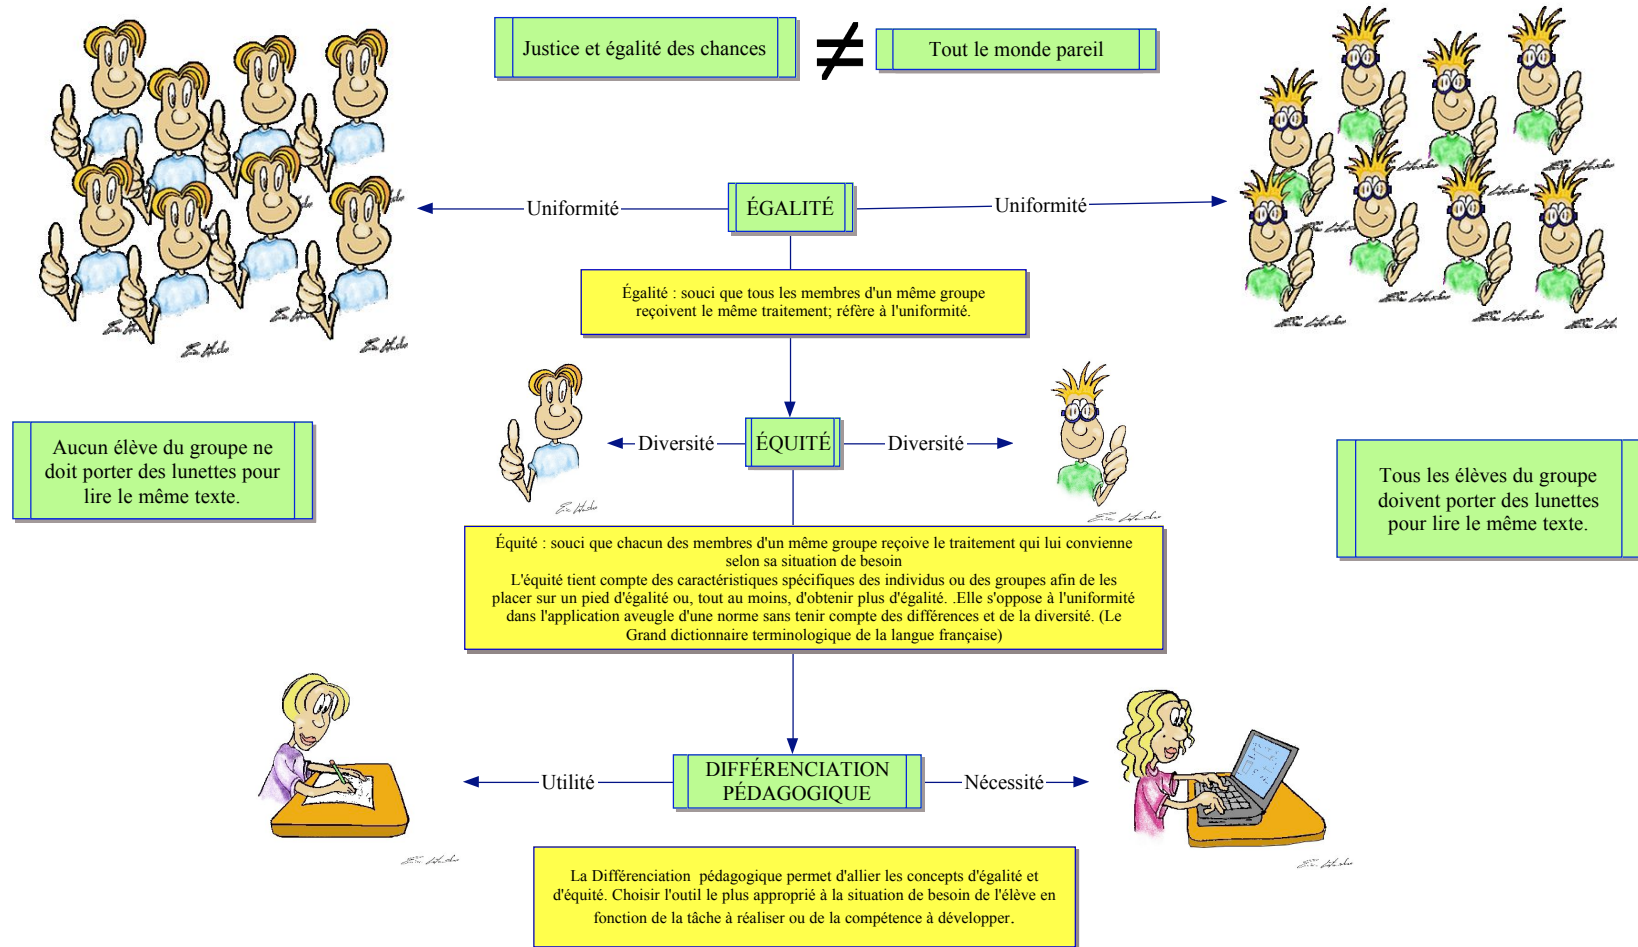 Justice et égalité des chances
≠
Tout le monde pareil
Uniformité
ÉGALITÉ
Uniformité
Égalité : souci que tous les membres d'un même groupe
reçoivent le même traitement; réfère à l'uniformité.
Diversité
ÉQUITÉ
Diversité
Aucun élève du groupe ne
doit porter des lunettes pour
lire le même texte.
Tous les élèves du groupe
doivent porter des lunettes
pour lire le même texte.
Équité : souci que chacun des membres d'un même groupe reçoive le traitement qui lui convienne
selon sa situation de besoin
L'équité tient compte des caractéristiques spécifiques des individus ou des groupes afin de les
placer sur un pied d'égalité ou, tout au moins, d'obtenir plus d'égalité. .Elle s'oppose à l'uniformité
dans l'application aveugle d'une norme sans tenir compte des différences et de la diversité. (Le
Grand dictionnaire terminologique de la langue française)
Utilité
DIFFÉRENCIATION
PÉDAGOGIQUE
Nécessité
La Différenciation pédagogique permet d'allier les concepts d'égalité et
d'équité. Choisir l'outil le plus approprié à la situation de besoin de l'élève en
fonction de la tâche à réaliser ou de la compétence à développer.